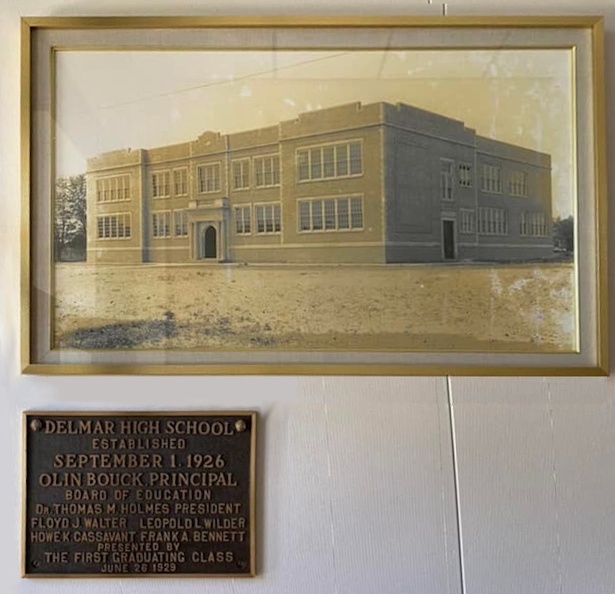 DELMAR HIGH SCHOOL
ESTABLISHED
SEPTEMBER 1, 1926
OLIN BOUCK, PRINCIPAL
BOARD OF EDUCATION
DR. THOMAS M. HOLMES PRESIDENT
FLOYD J. WALTER LEOPOLD L. WILDER
HOWE K. CASSAVANT FRANK A. BENNETT
PRESENTED BY
THE FIRST GRADUATING CLASS
JUNE 26 1929